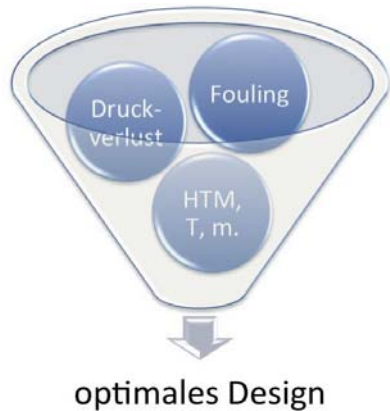 Druck-
verlust
Fouling
HTM,
T, m.
optimales Design